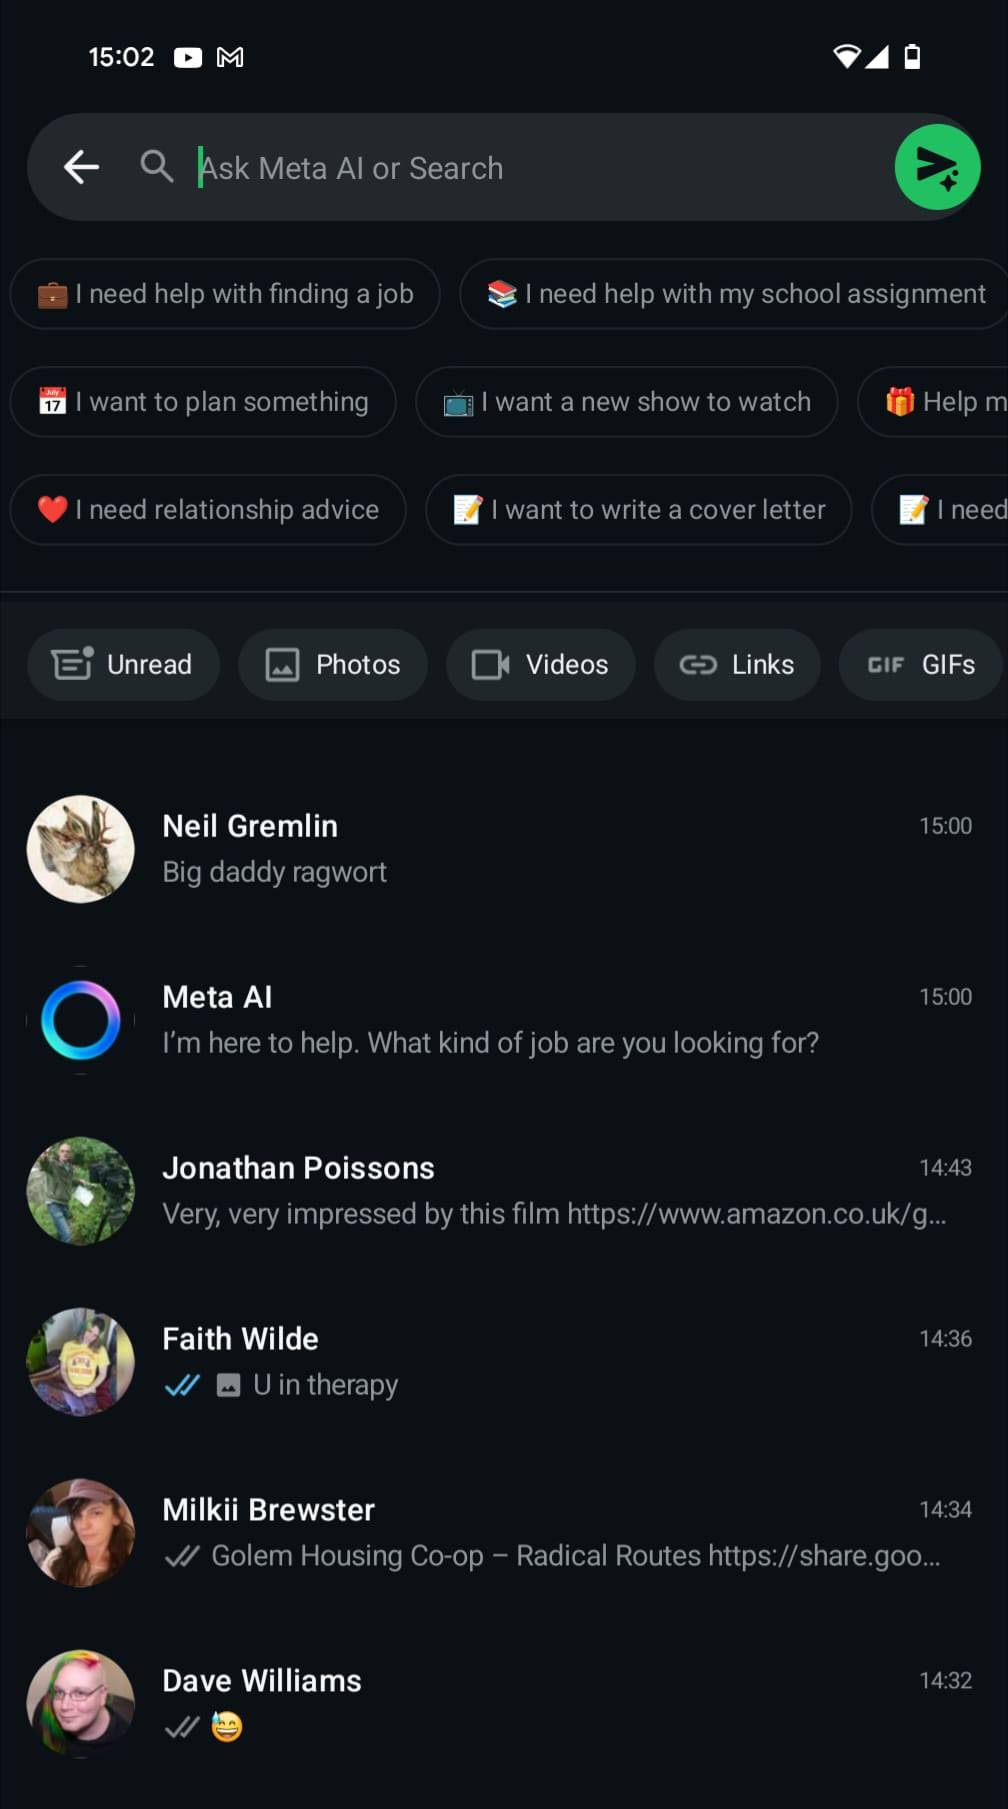 15:02
Ask Meta AI or Search
💼 I need help with finding a job
📚 I need help with my school assignment
📅 I want to plan something
📺 I want a new show to watch
🎁 Help m
❤️ I need relationship advice
📝 I want to write a cover letter
📝 I need
Unread
Photos
Videos
Links
GIF GIFs
Neil Gremlin 15:00
Big daddy ragwort
Meta AI 15:00
I’m here to help. What kind of job are you looking for?
Jonathan Poissons 14:43
Very, very impressed by this film https://www.amazon.co.uk/g...
Faith Wilde 14:36
U in therapy
Milkii Brewster 14:34
Golem Housing Co-op – Radical Routes https://share.goo...
Dave Williams 14:32
😅